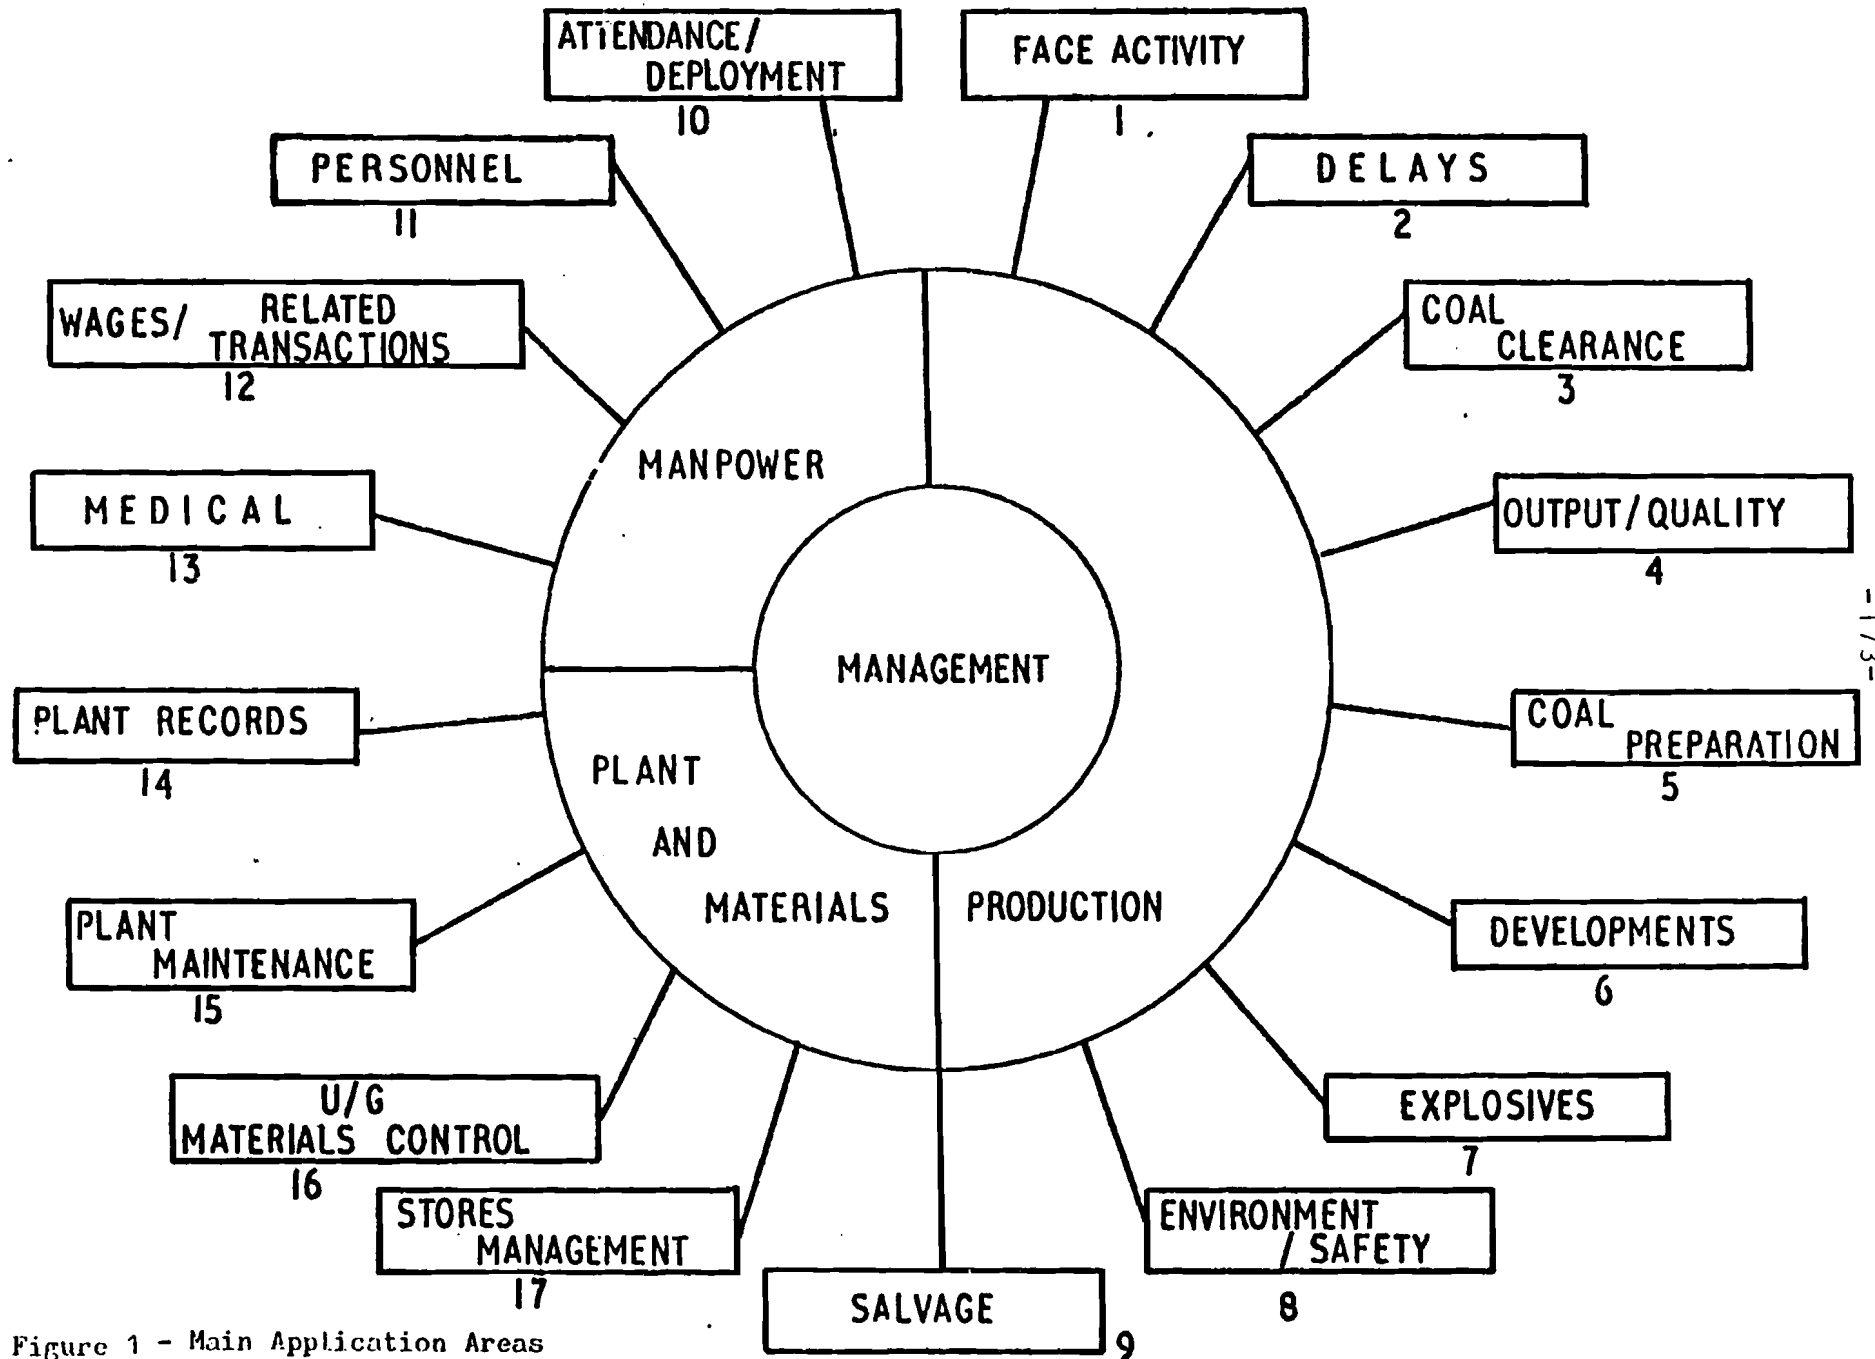 ATTENDANCE/
DEPLOYMENT
10
FACE ACTIVITY
1
PERSONNEL
11
DELAYS
2
WAGES/ RELATED
TRANSACTIONS
12
COAL
CLEARANCE
3
MANPOWER
MEDICAL
13
OUTPUT/QUALITY
4
-173-
MANAGEMENT
PLANT RECORDS
14
COAL
PREPARATION
5
PLANT
AND
MATERIALS
PRODUCTION
PLANT
MAINTENANCE
15
DEVELOPMENTS
6
U/G
MATERIALS CONTROL
16
EXPLOSIVES
7
STORES
MANAGEMENT
17
ENVIRONMENT
/ SAFETY
8
SALVAGE
9
Figure 1 - Main Application Areas